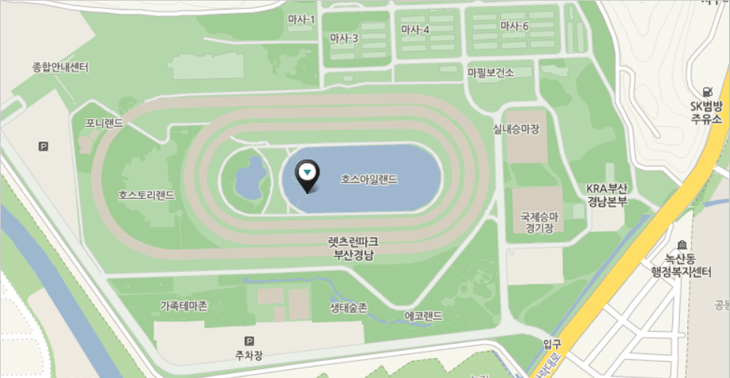 마사-1
마사-3
마사-4
마사-6
종합안내센터
마필보건소
SK범방
주유소
포니랜드
실내승마장
P
호스토리랜드
호스아일랜드
KRA부산
경남본부
국제승마
경기장
렛츠런파크
부산경남
녹산동
행정복지센터
가족테마존
생태숲존
에코랜드
P
주차장
입구